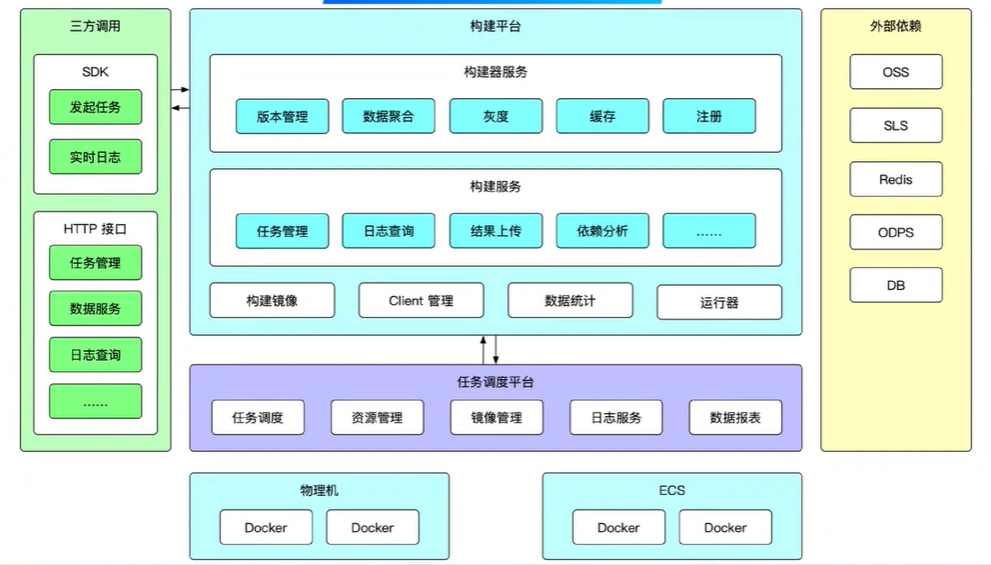 三方调用
SDK
发起任务
实时日志
HTTP 接口
任务管理
数据服务
日志查询
......
构建平台
构建器服务
版本管理
数据聚合
灰度
缓存
注册
构建服务
任务管理
日志查询
结果上传
依赖分析
......
构建镜像
Client 管理
数据统计
运行器
任务调度平台
任务调度
资源管理
镜像管理
日志服务
数据报表
物理机
Docker
Docker
ECS
Docker
Docker
外部依赖
OSS
SLS
Redis
ODPS
DB